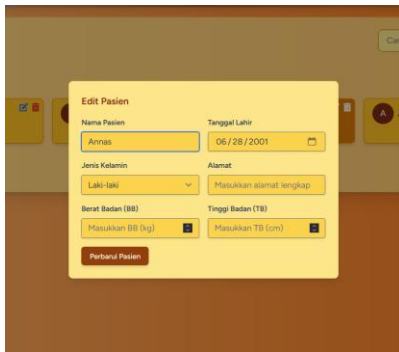 Ca
Edit Pasien
Nama Pasien
Tanggal Lahir
Annas
06/28/2001
A
Jenis Kelamin
Alamat
Laki-laki
Masukkan alamat lengkap
Berat Badan (BB)
Tinggi Badan (TB)
Masukkan BB (kg)
Masukkan TB (cm)
Perbarui Pasien